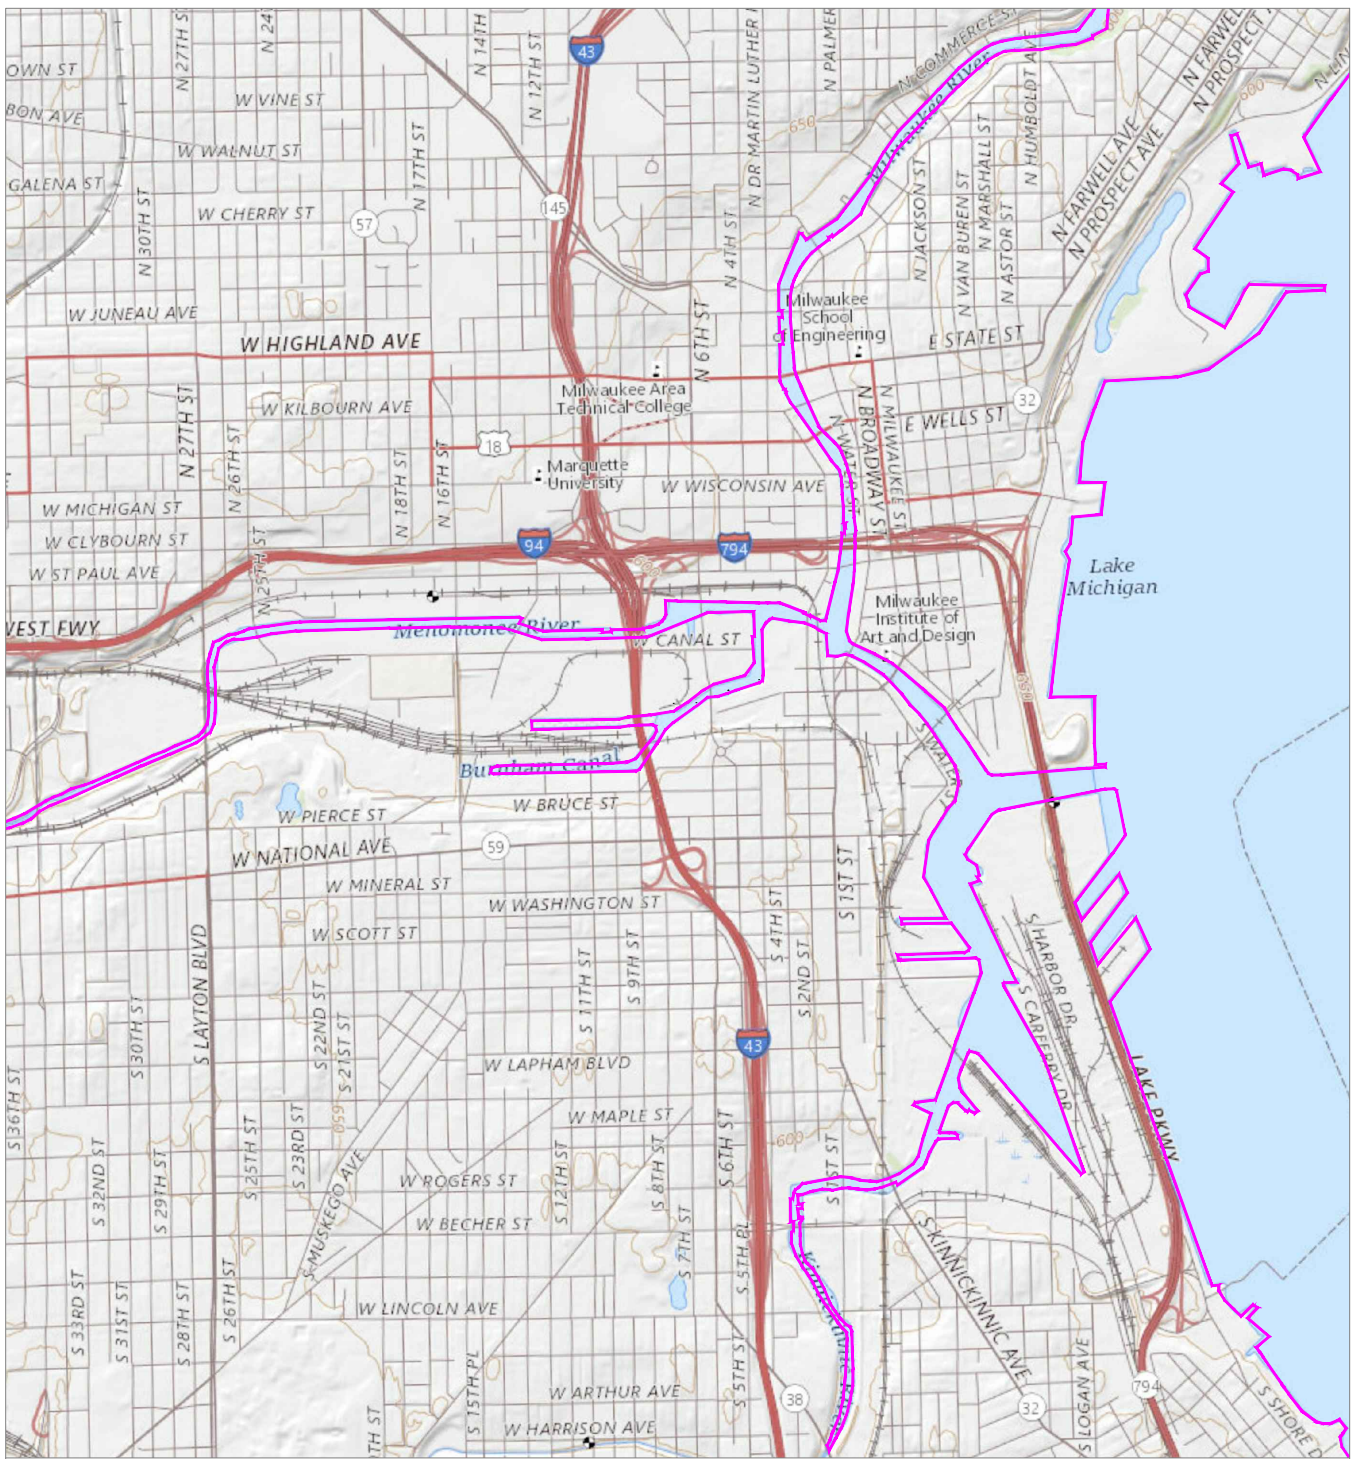 N COMMERCE ST
N FARWELL
N PROSPECT A
N 27TH ST
N 24
N 14TH
43
N 12TH ST
N DR MARTIN LUTHER
N PALMER
N HUMBOLDT AVE
N LIN
OWN ST
600
BON AVE
W VINE ST
650
Milwaukee River
W WALNUT ST
N 17TH ST
N MARSHALL ST
N FARWELL AVE
N PROSPECT AVE
GALENA ST
N JACKSON ST
N VAN BUREN ST
N ASTOR ST
W CHERRY ST
57
145
N 30TH ST
N 4TH ST
W JUNEAU AVE
Milwaukee
School
of Engineering
N 6TH ST
E STATE ST
W HIGHLAND AVE
Milwaukee Area
Technical College
W KILBOURN AVE
32
N 27TH ST
N 26TH ST
N WATER ST
N BROADWAY ST
N MILWAUKEE ST
E WELLS ST
18
N 18TH ST
N 16TH ST
Marquette
University
W WISCONSIN AVE
W MICHIGAN ST
W CLYBOURN ST
94
794
N 25TH ST
600
W ST PAUL AVE
Lake
Michigan
WEST FWY
Menomonee River
Milwaukee
Institute of
Art and Design
W CANAL ST
650
S WATER ST
Burnham Canal
W BRUCE ST
W PIERCE ST
W NATIONAL AVE
59
W MINERAL ST
S 1ST ST
W WASHINGTON ST
S 4TH ST
W SCOTT ST
S LAYTON BLVD
S 11TH ST
S 9TH ST
S 2ND ST
S HARBOR DR
S CARFERRY DR
S 30TH ST
S 22ND ST
S 21ST ST
43
W LAPHAM BLVD
LAKE PKWY
S 36TH ST
650
W MAPLE ST
S 32ND ST
S 29TH ST
S 25TH ST
S 23RD ST
600
S 12TH ST
S 8TH ST
S 6TH ST
S 1ST ST
S MUSKEGO AVE
W ROGERS ST
W BECHER ST
S 7TH ST
S 5TH PL
S KINNICKINNIC AVE
S 33RD ST
S 31ST ST
S 28TH ST
S 26TH ST
W LINCOLN AVE
Kinnickinnic River
S 15TH PL
S 5TH ST
S LOGAN AVE
W ARTHUR AVE
38
794
32
S SHORE D
W HARRISON AVE
TH ST